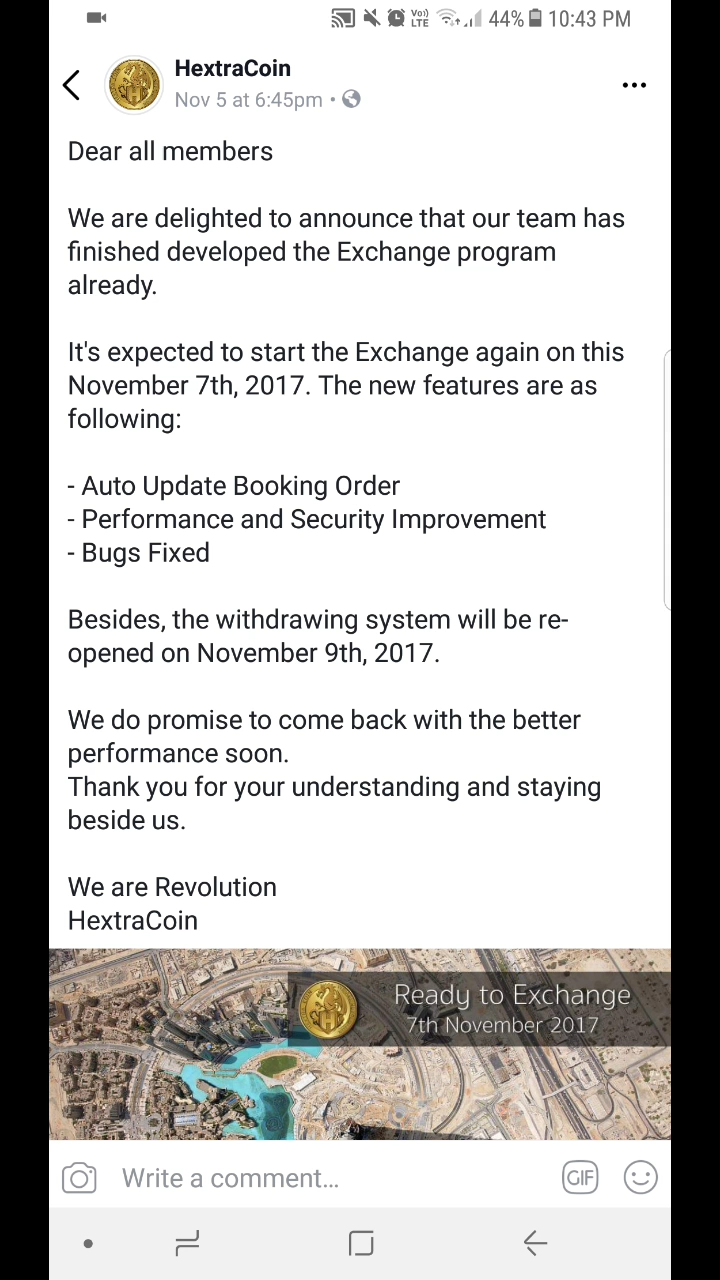 Vo)) LTE 44% 10:43 PM
HextraCoin
Nov 5 at 6:45pm •
Dear all members
We are delighted to announce that our team has
finished developed the Exchange program
already.
It's expected to start the Exchange again on this
November 7th, 2017. The new features are as
following:
- Auto Update Booking Order
- Performance and Security Improvement
- Bugs Fixed
Besides, the withdrawing system will be re-
opened on November 9th, 2017.
We do promise to come back with the better
performance soon.
Thank you for your understanding and staying
beside us.
We are Revolution
HextraCoin
Ready to Exchange
7th November 2017
Write a comment...
GIF